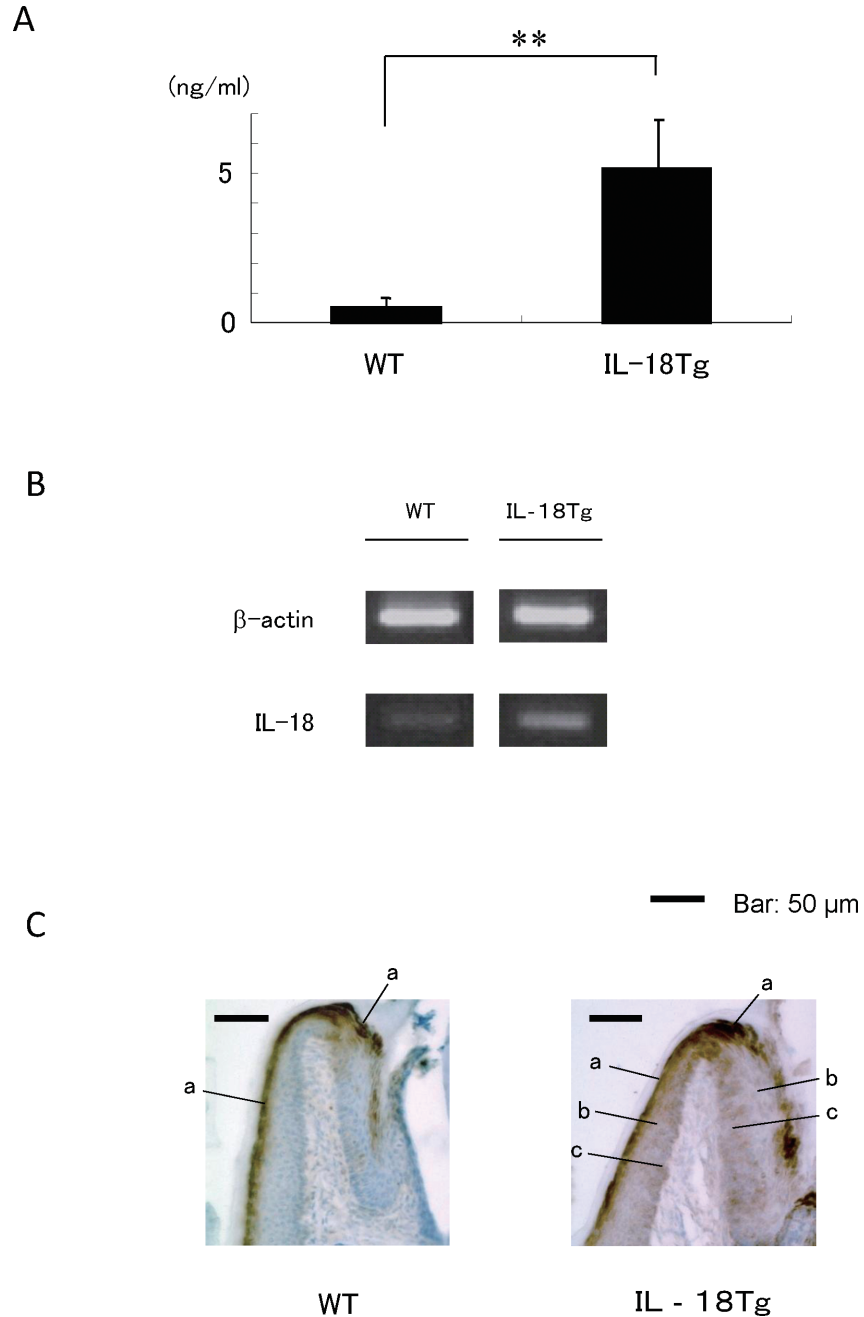 A
**
(ng/ml)
5
0
WT IL-18Tg
B
WT IL-18Tg
β-actin
IL-18
Bar: 50 µm
C
a a
a a
b b
c c
WT IL - 18Tg